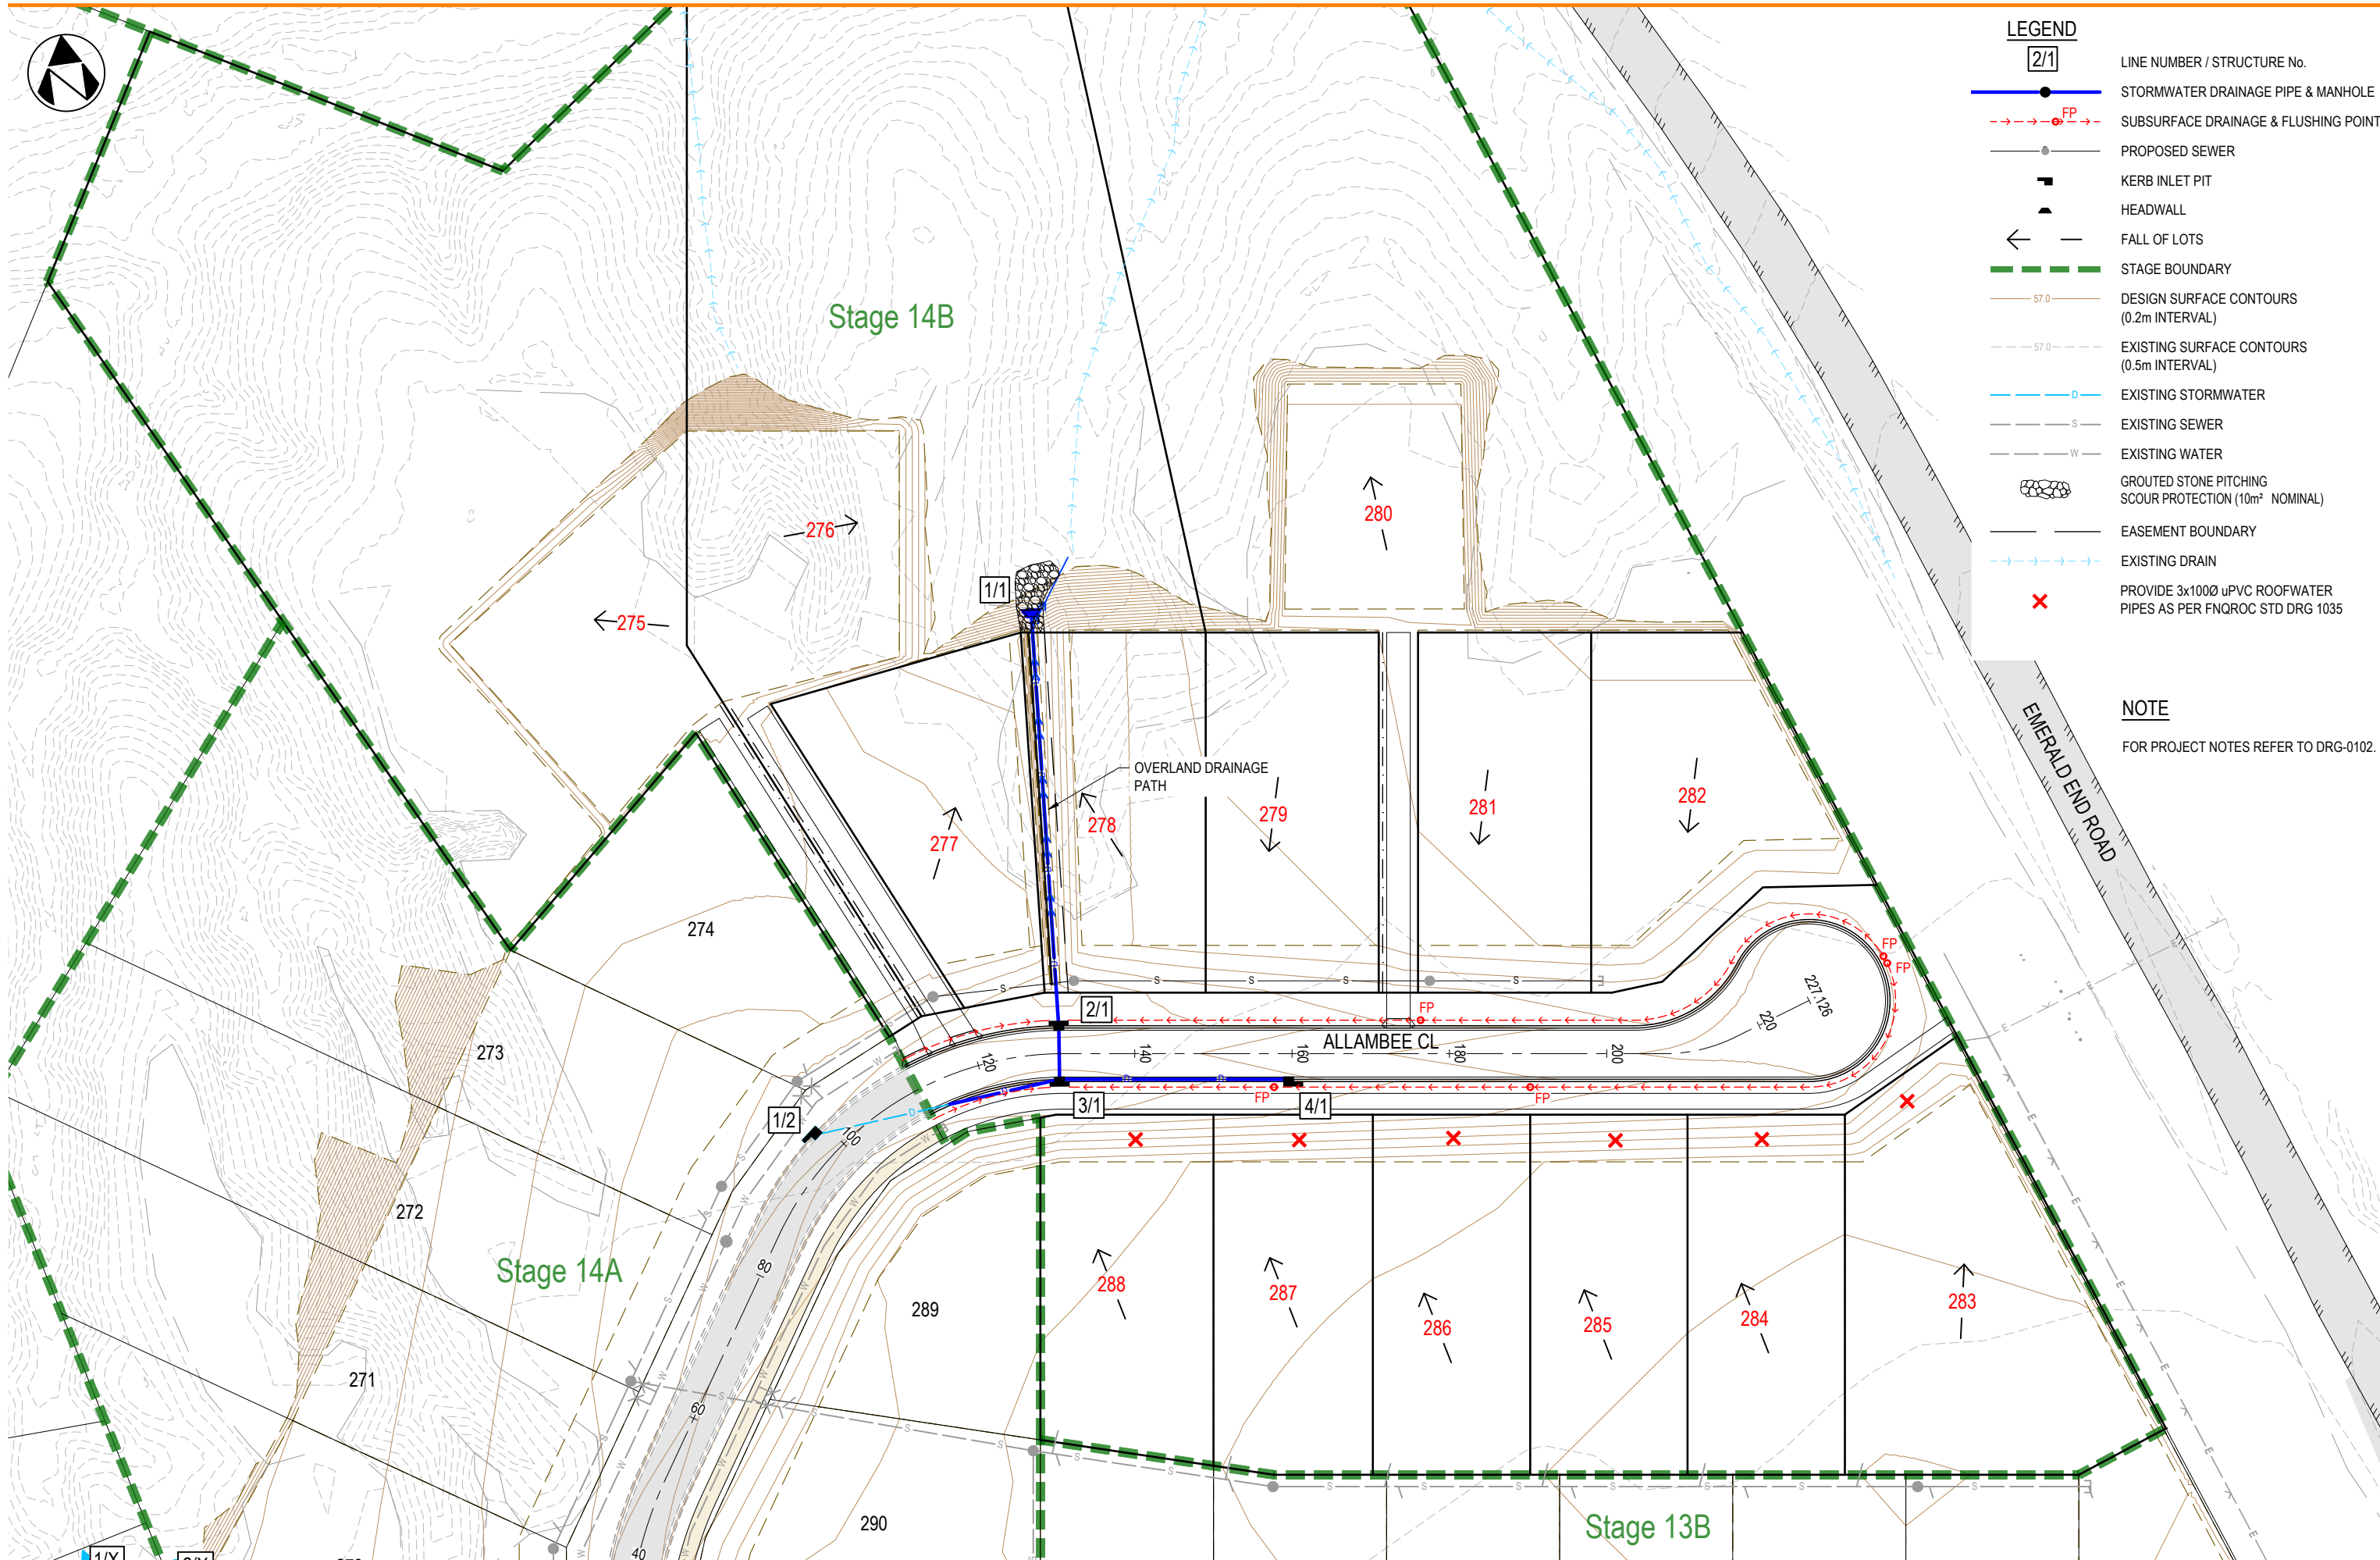 LEGEND
2/1
LINE NUMBER / STRUCTURE No.
STORMWATER DRAINAGE PIPE & MANHOLE
FP
SUBSURFACE DRAINAGE & FLUSHING POINT
PROPOSED SEWER
KERB INLET PIT
HEADWALL
FALL OF LOTS
STAGE BOUNDARY
57.0
DESIGN SURFACE CONTOURS
(0.2m INTERVAL)
57.0
EXISTING SURFACE CONTOURS
(0.5m INTERVAL)
D
EXISTING STORMWATER
S
EXISTING SEWER
W
EXISTING WATER
GROUTED STONE PITCHING
SCOUR PROTECTION (10m² NOMINAL)
EASEMENT BOUNDARY
EXISTING DRAIN
PROVIDE 3x100Ø uPVC ROOFWATER
PIPES AS PER FNQROC STD DRG 1035
NOTE
FOR PROJECT NOTES REFER TO DRG-0102.
N
Stage 14B
280
276
1/1
275
EMERALD END ROAD
OVERLAND DRAINAGE
PATH
277
278
279
281
282
274
FP
FP
227.126
220
2/1
FP
ALLAMBEE CL
120
140
160
180
200
273
1/2
100
3/1
FP
4/1
FP
272
Stage 14A
80
289
288
287
286
285
284
283
271
60
290
Stage 13B
40
1/X